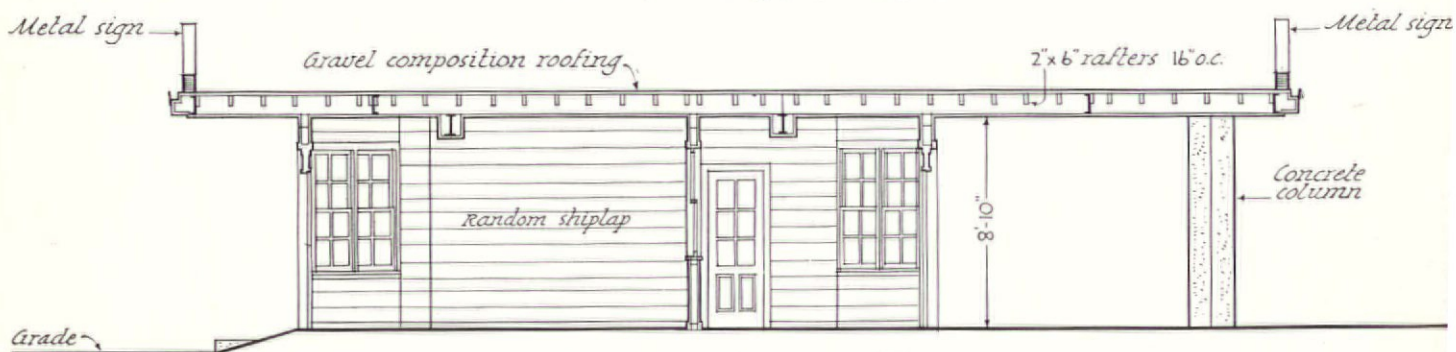 Metal sign
Metal sign
Gravel composition roofing
2"x 6" rafters 16" o.c.
Concrete
column
Random shiplap
8'-10"
Grade